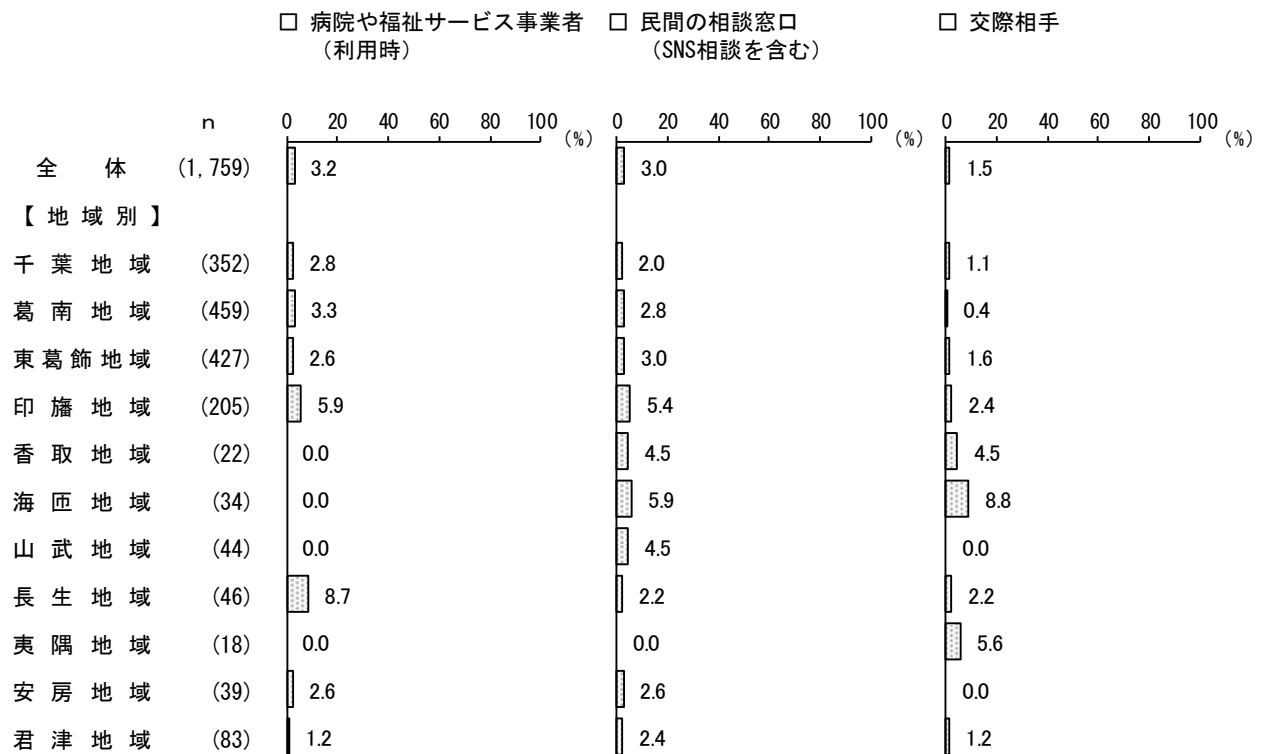 □ 病院や福祉サービス事業者 □ 民間の相談窓口 □ 交際相手
（利用時） （SNS相談を含む）
n 0 20 40 60 80 100 (%) 0 20 40 60 80 100 (%) 0 20 40 60 80 100 (%)
全体 (1,759) 3.2 3.0 1.5
【地域別】
千葉地域 (352) 2.8 2.0 1.1
葛南地域 (459) 3.3 2.8 0.4
東葛飾地域 (427) 2.6 3.0 1.6
印旛地域 (205) 5.9 5.4 2.4
香取地域 (22) 0.0 4.5 4.5
海匝地域 (34) 0.0 5.9 8.8
山武地域 (44) 0.0 4.5 0.0
長生地域 (46) 8.7 2.2 2.2
夷隅地域 (18) 0.0 0.0 5.6
安房地域 (39) 2.6 2.6 0.0
君津地域 (83) 1.2 2.4 1.2